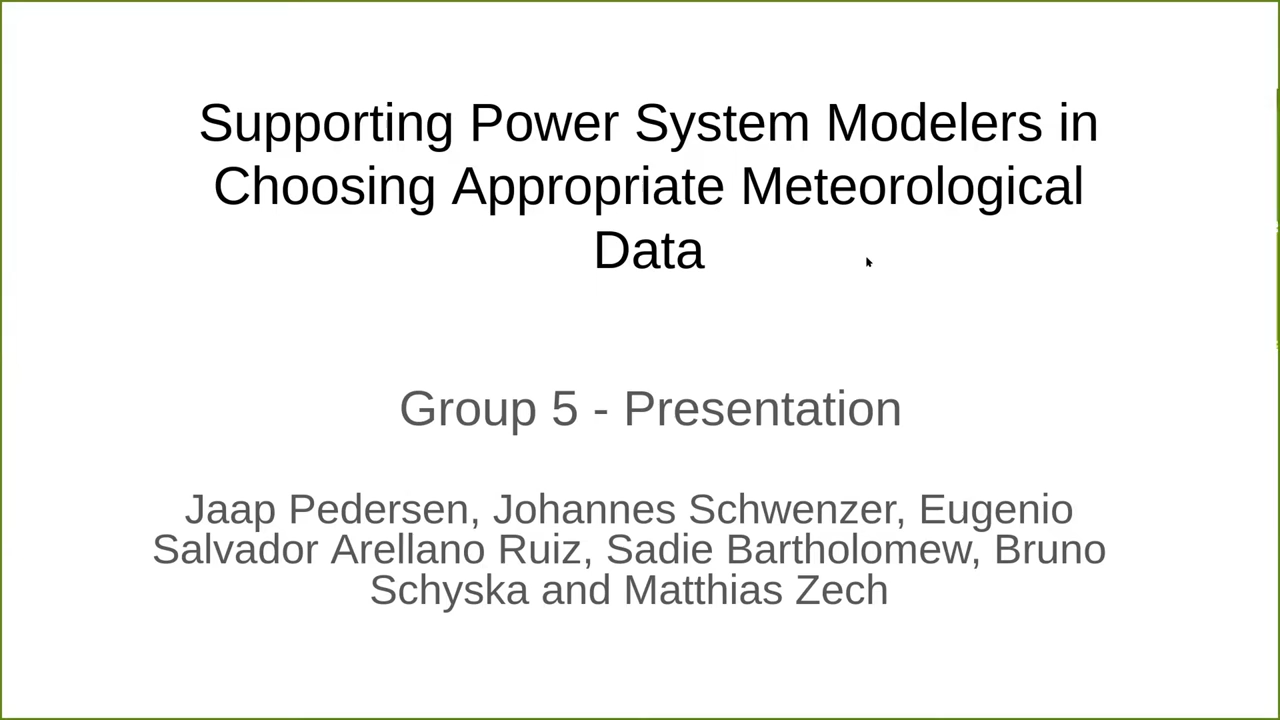 Supporting Power System Modelers in
Choosing Appropriate Meteorological
Data
Group 5 - Presentation
Jaap Pedersen, Johannes Schwenzer, Eugenio
Salvador Arellano Ruiz, Sadie Bartholomew, Bruno
Schyska and Matthias Zech